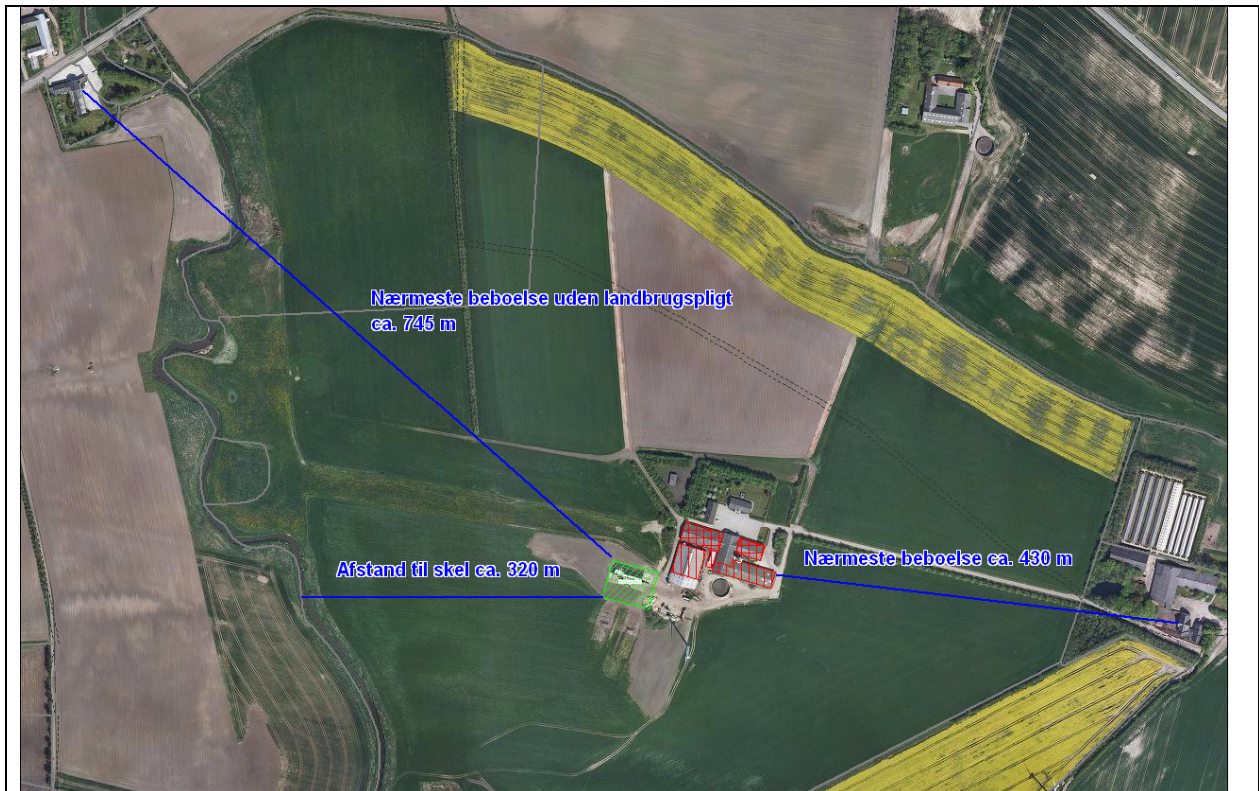 Nærmeste beboelse uden landbrugspligt
ca. 745 m
Nærmeste beboelse ca. 430 m
Afstand til skel ca. 320 m